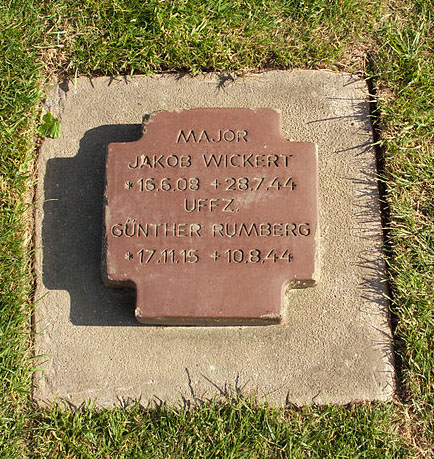 MAJOR
JAKOB WICKERT
*16.6.08 +28.7.44
UFFZ.
GÜNTHER RUMBERG
*17.11.15 +10.8.44